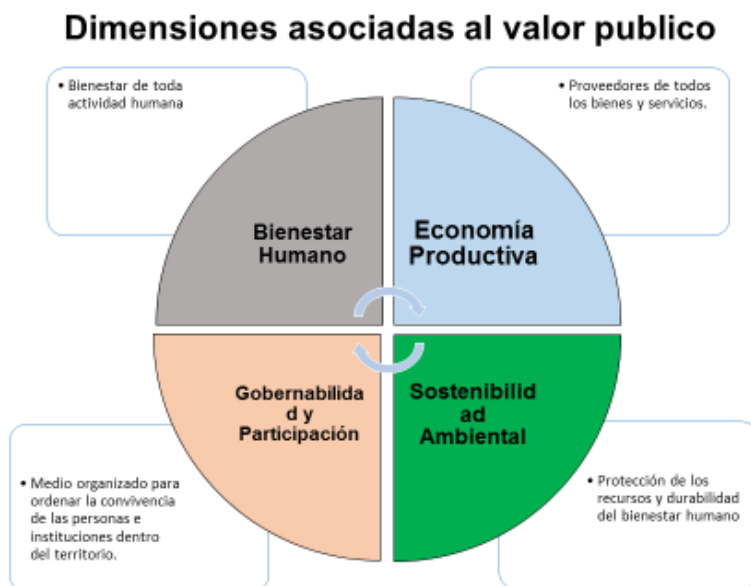 Dimensiones asociadas al valor publico
• Bienestar de toda
actividad humana
• Proveedores de todos
los bienes y servicios.
Bienestar
Humano
Economía
Productiva
Gobernabilida
d y
Participación
Sostenibilid
ad
Ambiental
• Medio organizado para
ordenar la convivencia
de las personas e
instituciones dentro
del territorio.
• Protección de los
recursos y durabilidad
del bienestar humano